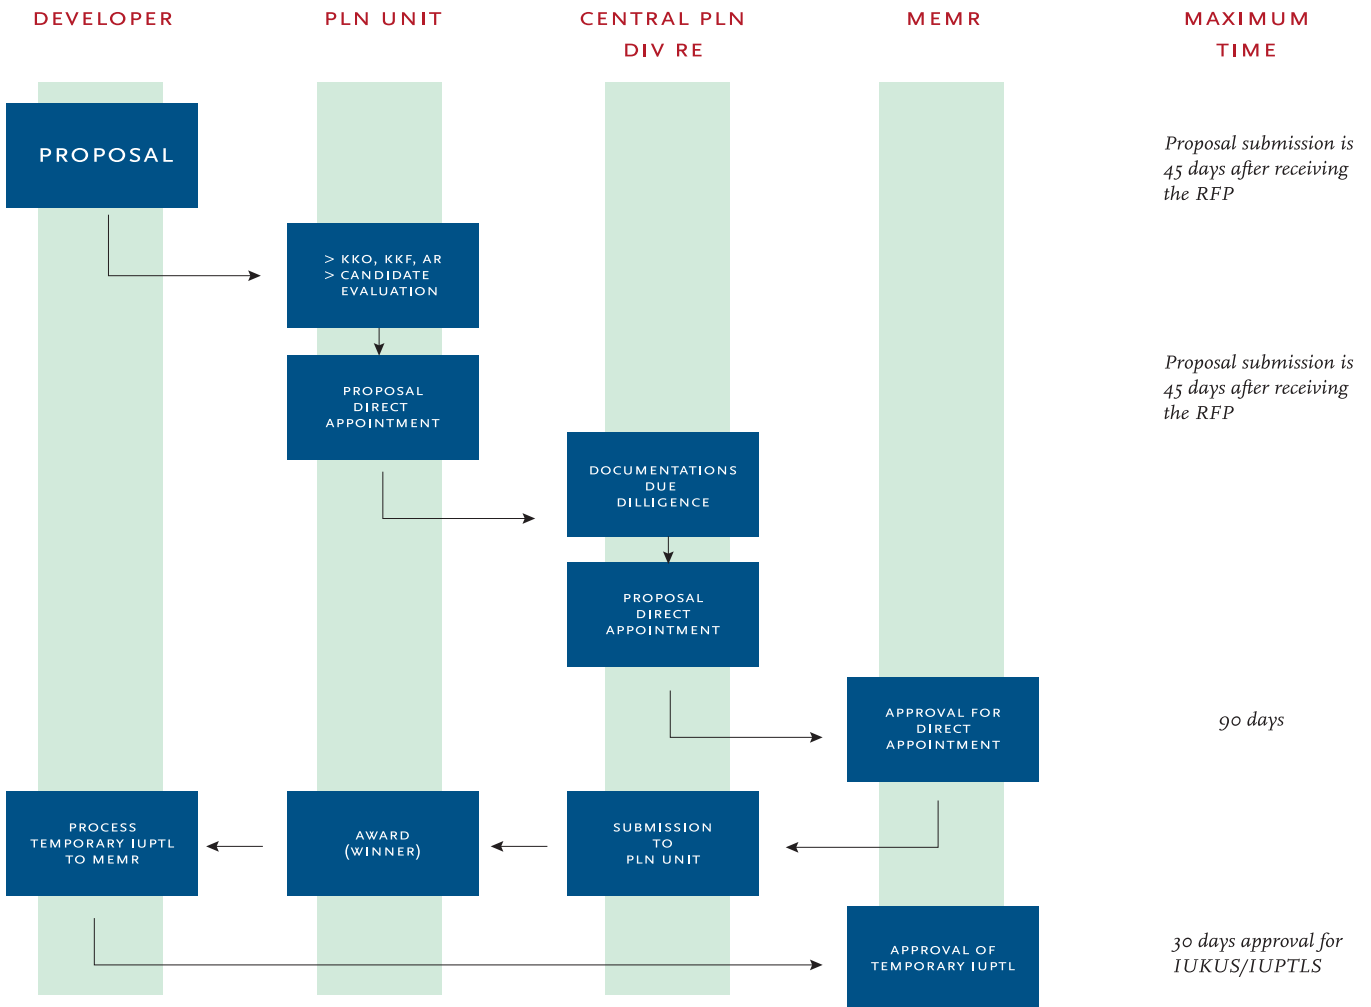 DEVELOPER
PLN UNIT
CENTRAL PLN
DIV RE
MEMR
MAXIMUM
TIME
PROPOSAL
Proposal submission is
45 days after receiving
the RFP
> KKO, KKF, AR
> CANDIDATE
EVALUATION
PROPOSAL
DIRECT
APPOINTMENT
Proposal submission is
45 days after receiving
the RFP
DOCUMENTATIONS
DUE
DILLIGENCE
PROPOSAL
DIRECT
APPOINTMENT
APPROVAL FOR
DIRECT
APPOINTMENT
90 days
PROCESS
TEMPORARY IUPTL
TO MEMR
AWARD
(WINNER)
SUBMISSION
TO
PLN UNIT
APPROVAL OF
TEMPORARY IUPTL
30 days approval for
IUKUS/IUPTLS